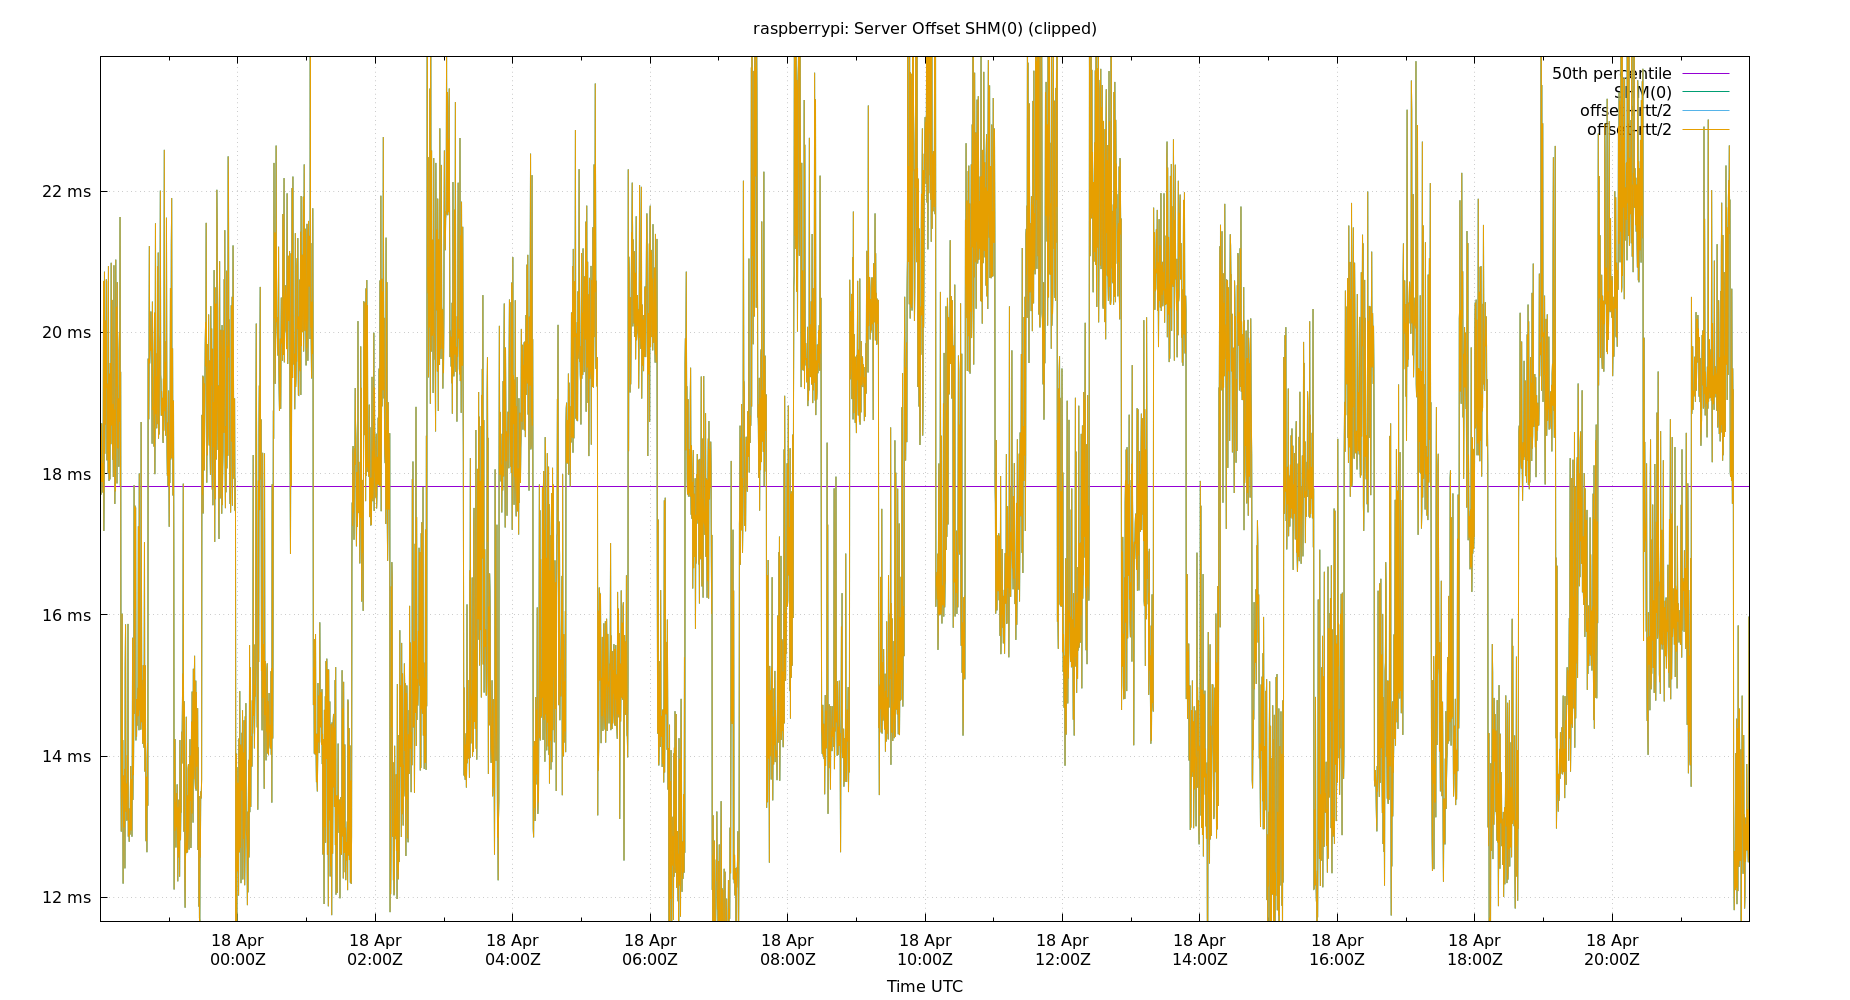 raspberrypi: Server Offset SHM(0) (clipped)
50th percentile
SHM(0)
offset+rtt/2
offset-rtt/2
22 ms
20 ms
18 ms
16 ms
14 ms
12 ms
18 Apr 18 Apr 18 Apr 18 Apr 18 Apr 18 Apr 18 Apr 18 Apr 18 Apr 18 Apr 18 Apr
00:00Z 02:00Z 04:00Z 06:00Z 08:00Z 10:00Z 12:00Z 14:00Z 16:00Z 18:00Z 20:00Z
Time UTC